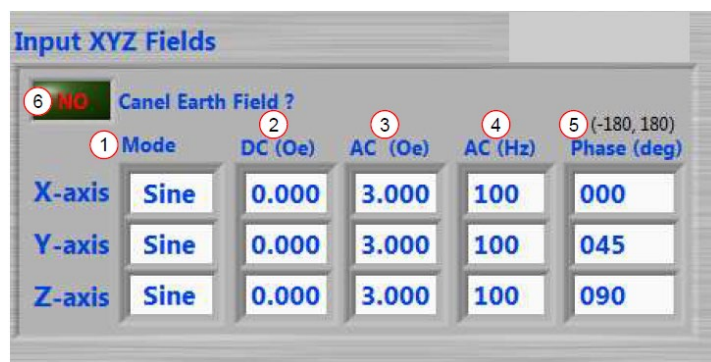 Input XYZ Fields
6 NO Canel Earth Field ?
2 3 4 5 (-180, 180)
1 Mode DC (Oe) AC (Oe) AC (Hz) Phase (deg)
X-axis Sine 0.000 3.000 100 000
Y-axis Sine 0.000 3.000 100 045
Z-axis Sine 0.000 3.000 100 090